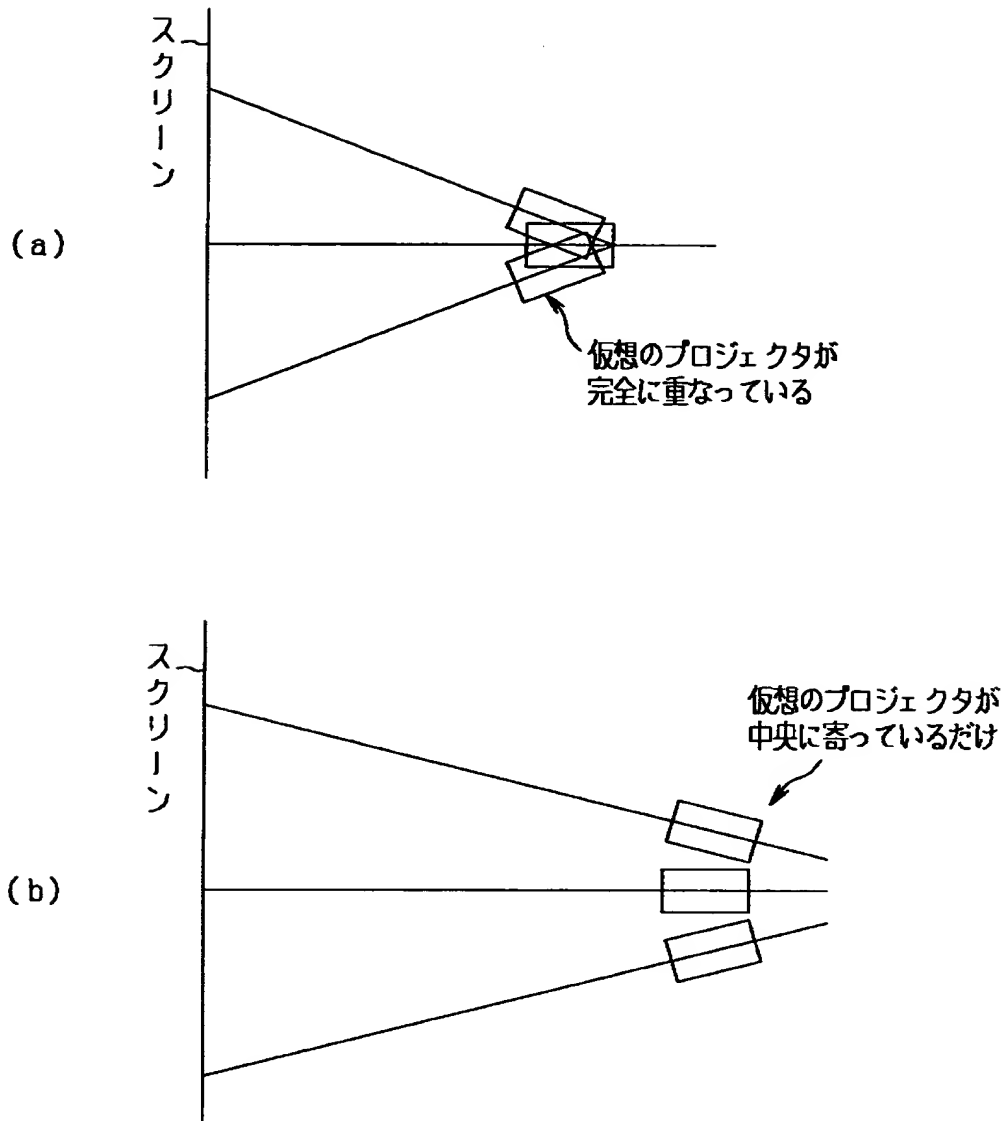 スクリーン
(a)
仮想のプロジェクタが
完全に重なっている
スクリーン
仮想のプロジェクタが
中央に寄っているだけ
(b)